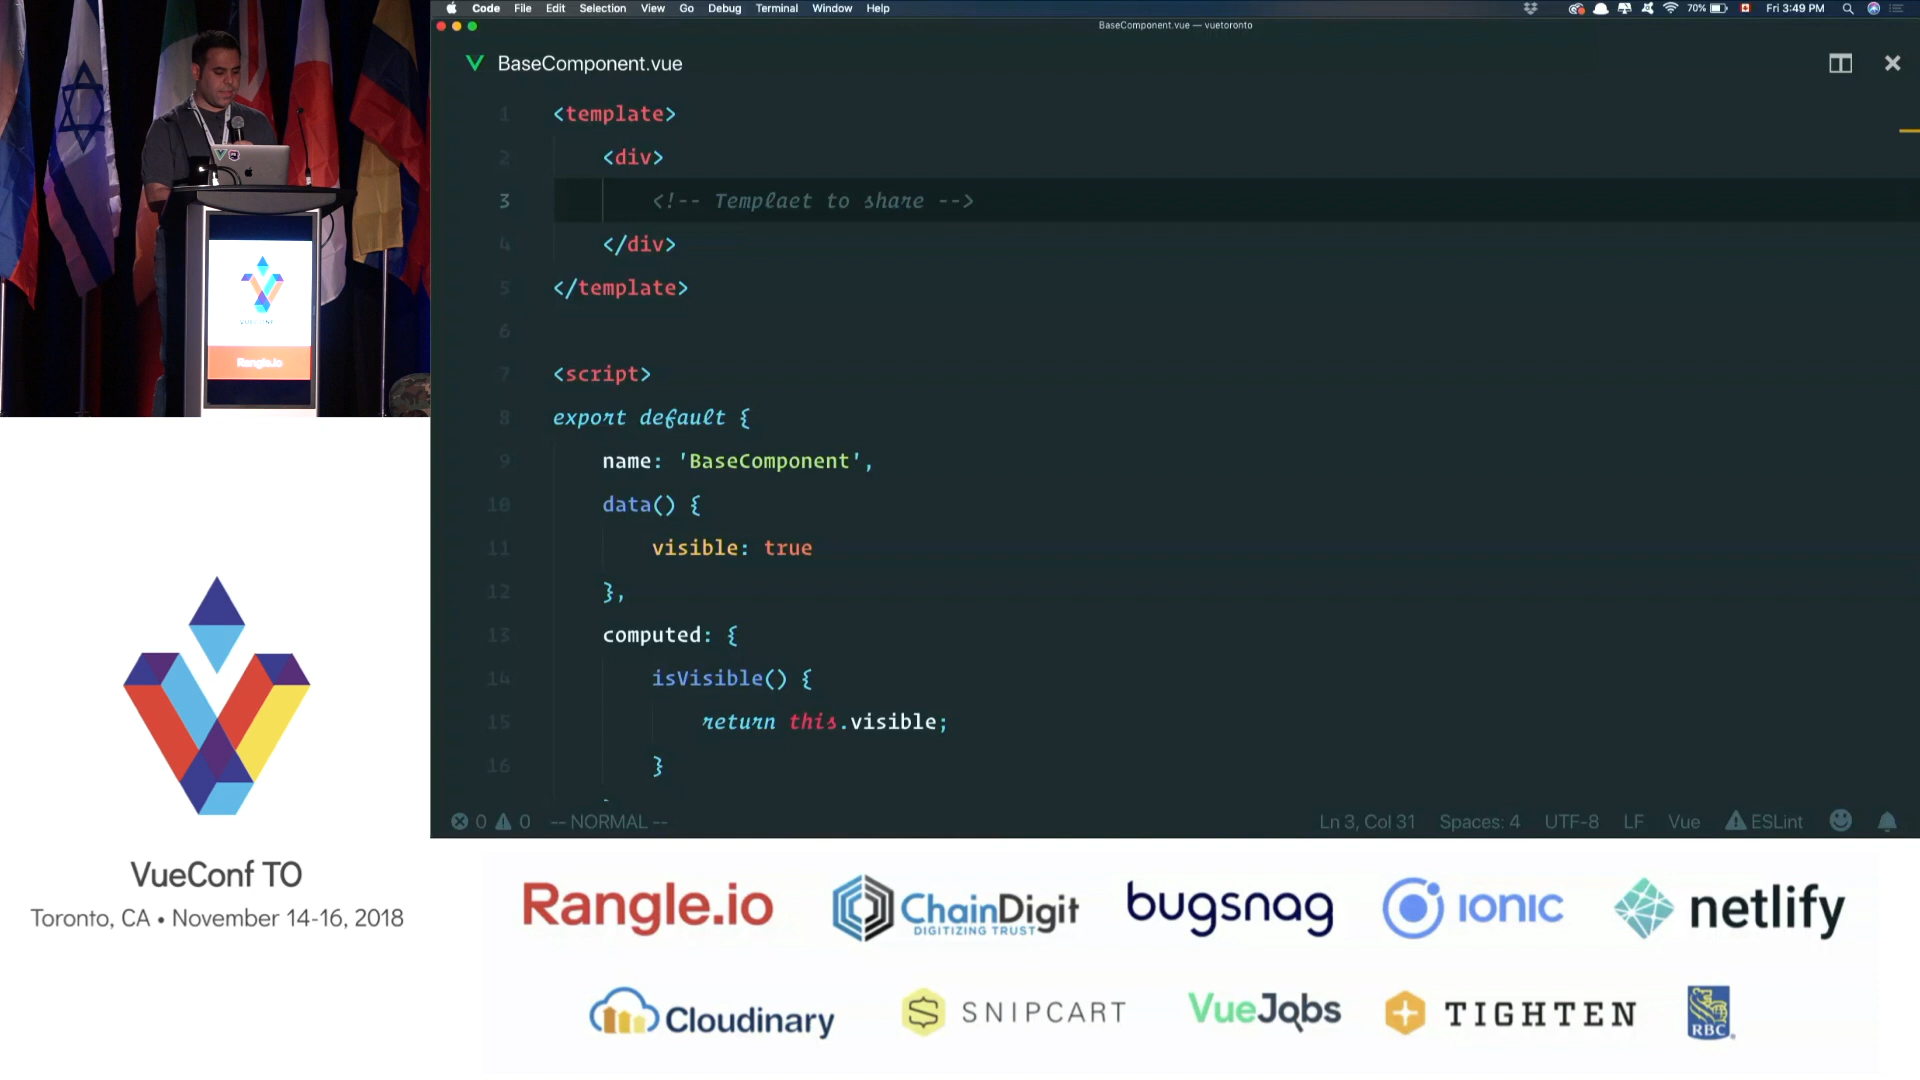 Code File Edit Selection View Go Debug Terminal Window Help
70% Fri 3:49 PM
BaseComponent.vue — vuetoronto
BaseComponent.vue
1 <template>
2 <div>
3 <!-- Templaet to share -->
4 </div>
5 </template>
6
7 <script>
8 export default {
9 name: 'BaseComponent',
10 data() {
11 visible: true
12 },
13 computed: {
14 isVisible() {
15 return this.visible;
16 }
0 0 -- NORMAL --
Ln 3, Col 31 Spaces: 4 UTF-8 LF Vue ESLint
Rangle.io
VueConf TO
Toronto, CA • November 14-16, 2018
Rangle.io ChainDigit bugsnag ionic netlify
DIGITIZING TRUST
Cloudinary SNIPCART VueJobs TIGHTEN RBC